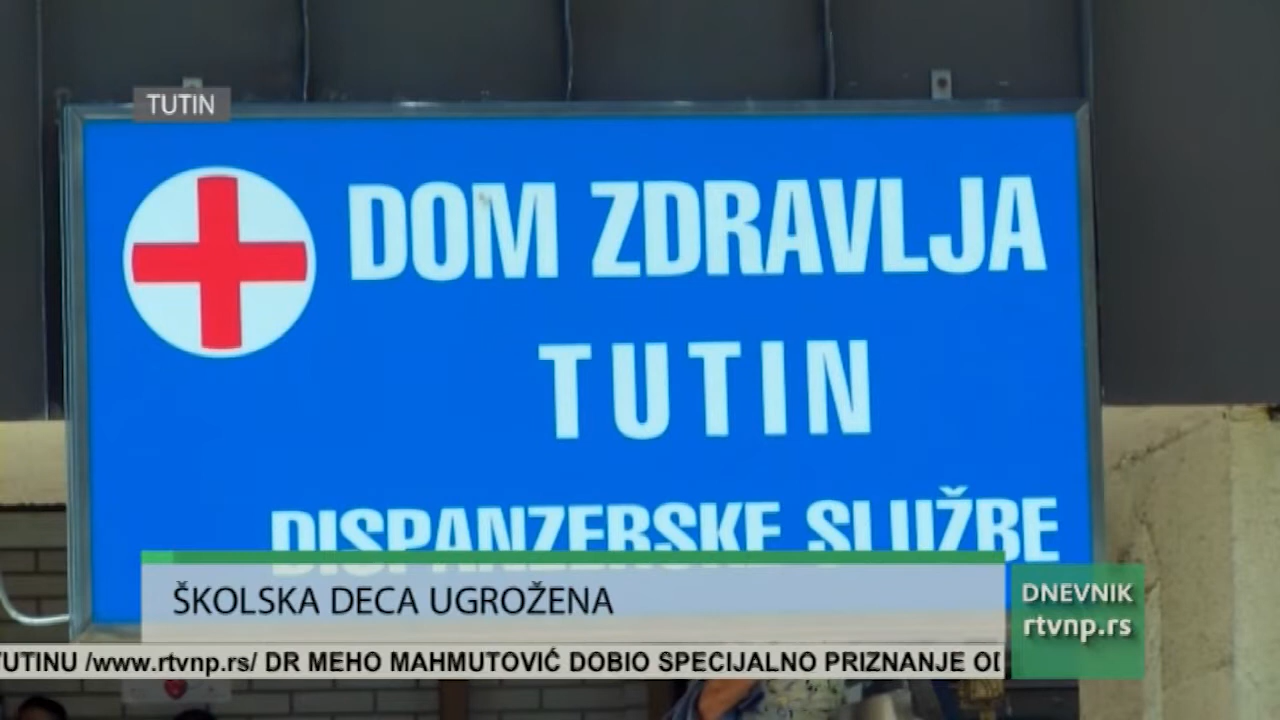 TUTIN
DOM ZDRAVLJA
TUTIN
DISPANZERSKE SLUŽBE
ŠKOLSKA DECA UGROŽENA
DNEVNIK
rtvnp.rs
/www.rtvnp.rs/ DR MEHO MAHMUTOVIĆ DOBIO SPECIJALNO PRIZNANJE OD